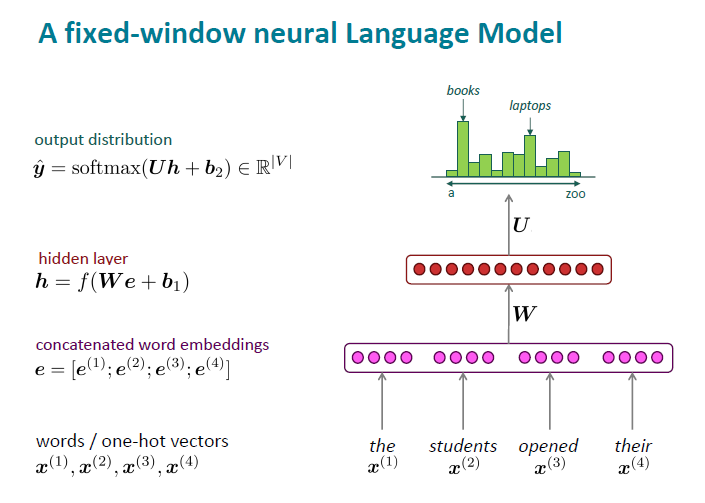 A fixed-window neural Language Model
books
laptops
output distribution
ŷ = softmax(Uh + b₂) ∈ ℝ|V|
a
zoo
U
hidden layer
h = f(We + b₁)
W
concatenated word embeddings
e = [e⁽¹⁾; e⁽²⁾; e⁽³⁾; e⁽⁴⁾]
words / one-hot vectors
x⁽¹⁾, x⁽²⁾, x⁽³⁾, x⁽⁴⁾
the students opened their
x⁽¹⁾ x⁽²⁾ x⁽³⁾ x⁽⁴⁾